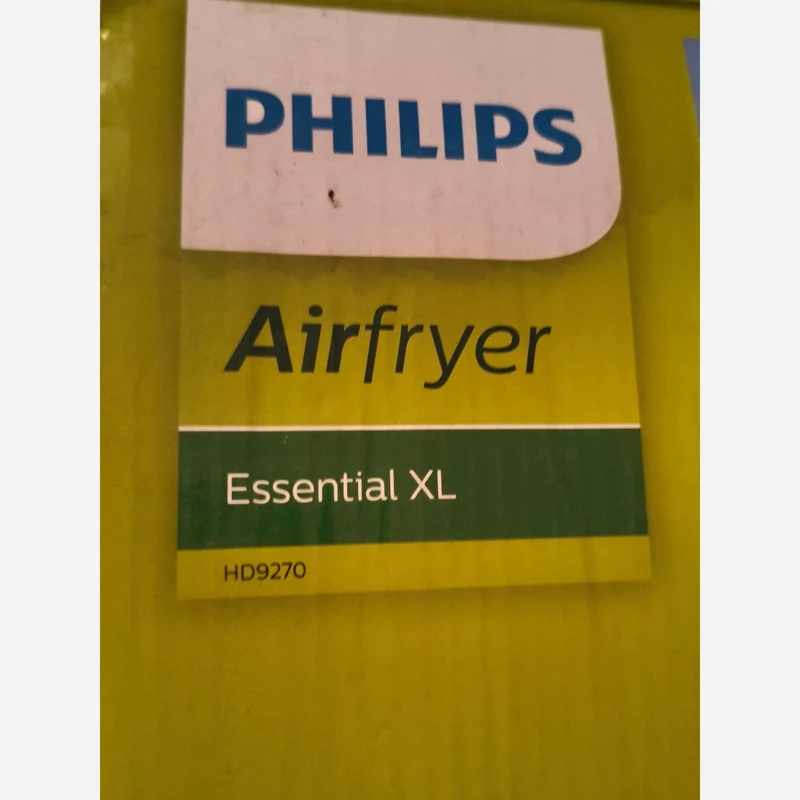 PHILIPS
Airfryer
Essential XL
HD9270